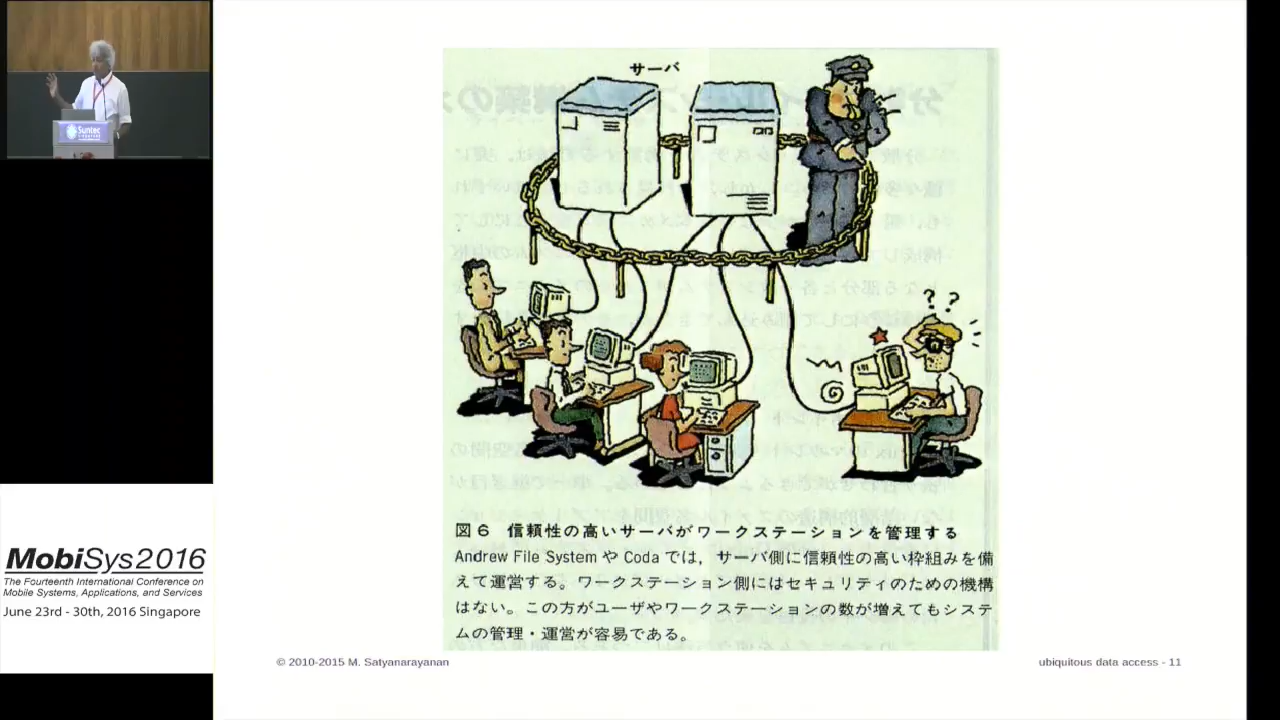 Suntec
SINGAPORE
MobiSys2016
The Fourteenth International Conference on
Mobile Systems, Applications, and Services
June 23rd - 30th, 2016 Singapore
サーバ
? ?
図6 信頼性の高いサーバがワークステーションを管理する
Andrew File System や Coda では,サーバ側に信頼性の高い枠組みを備
えて運営する。ワークステーション側にはセキュリティのための機構
はない。この方がユーザやワークステーションの数が増えてもシステ
ムの管理・運営が容易である。
© 2010-2015 M. Satyanarayanan
ubiquitous data access - 11